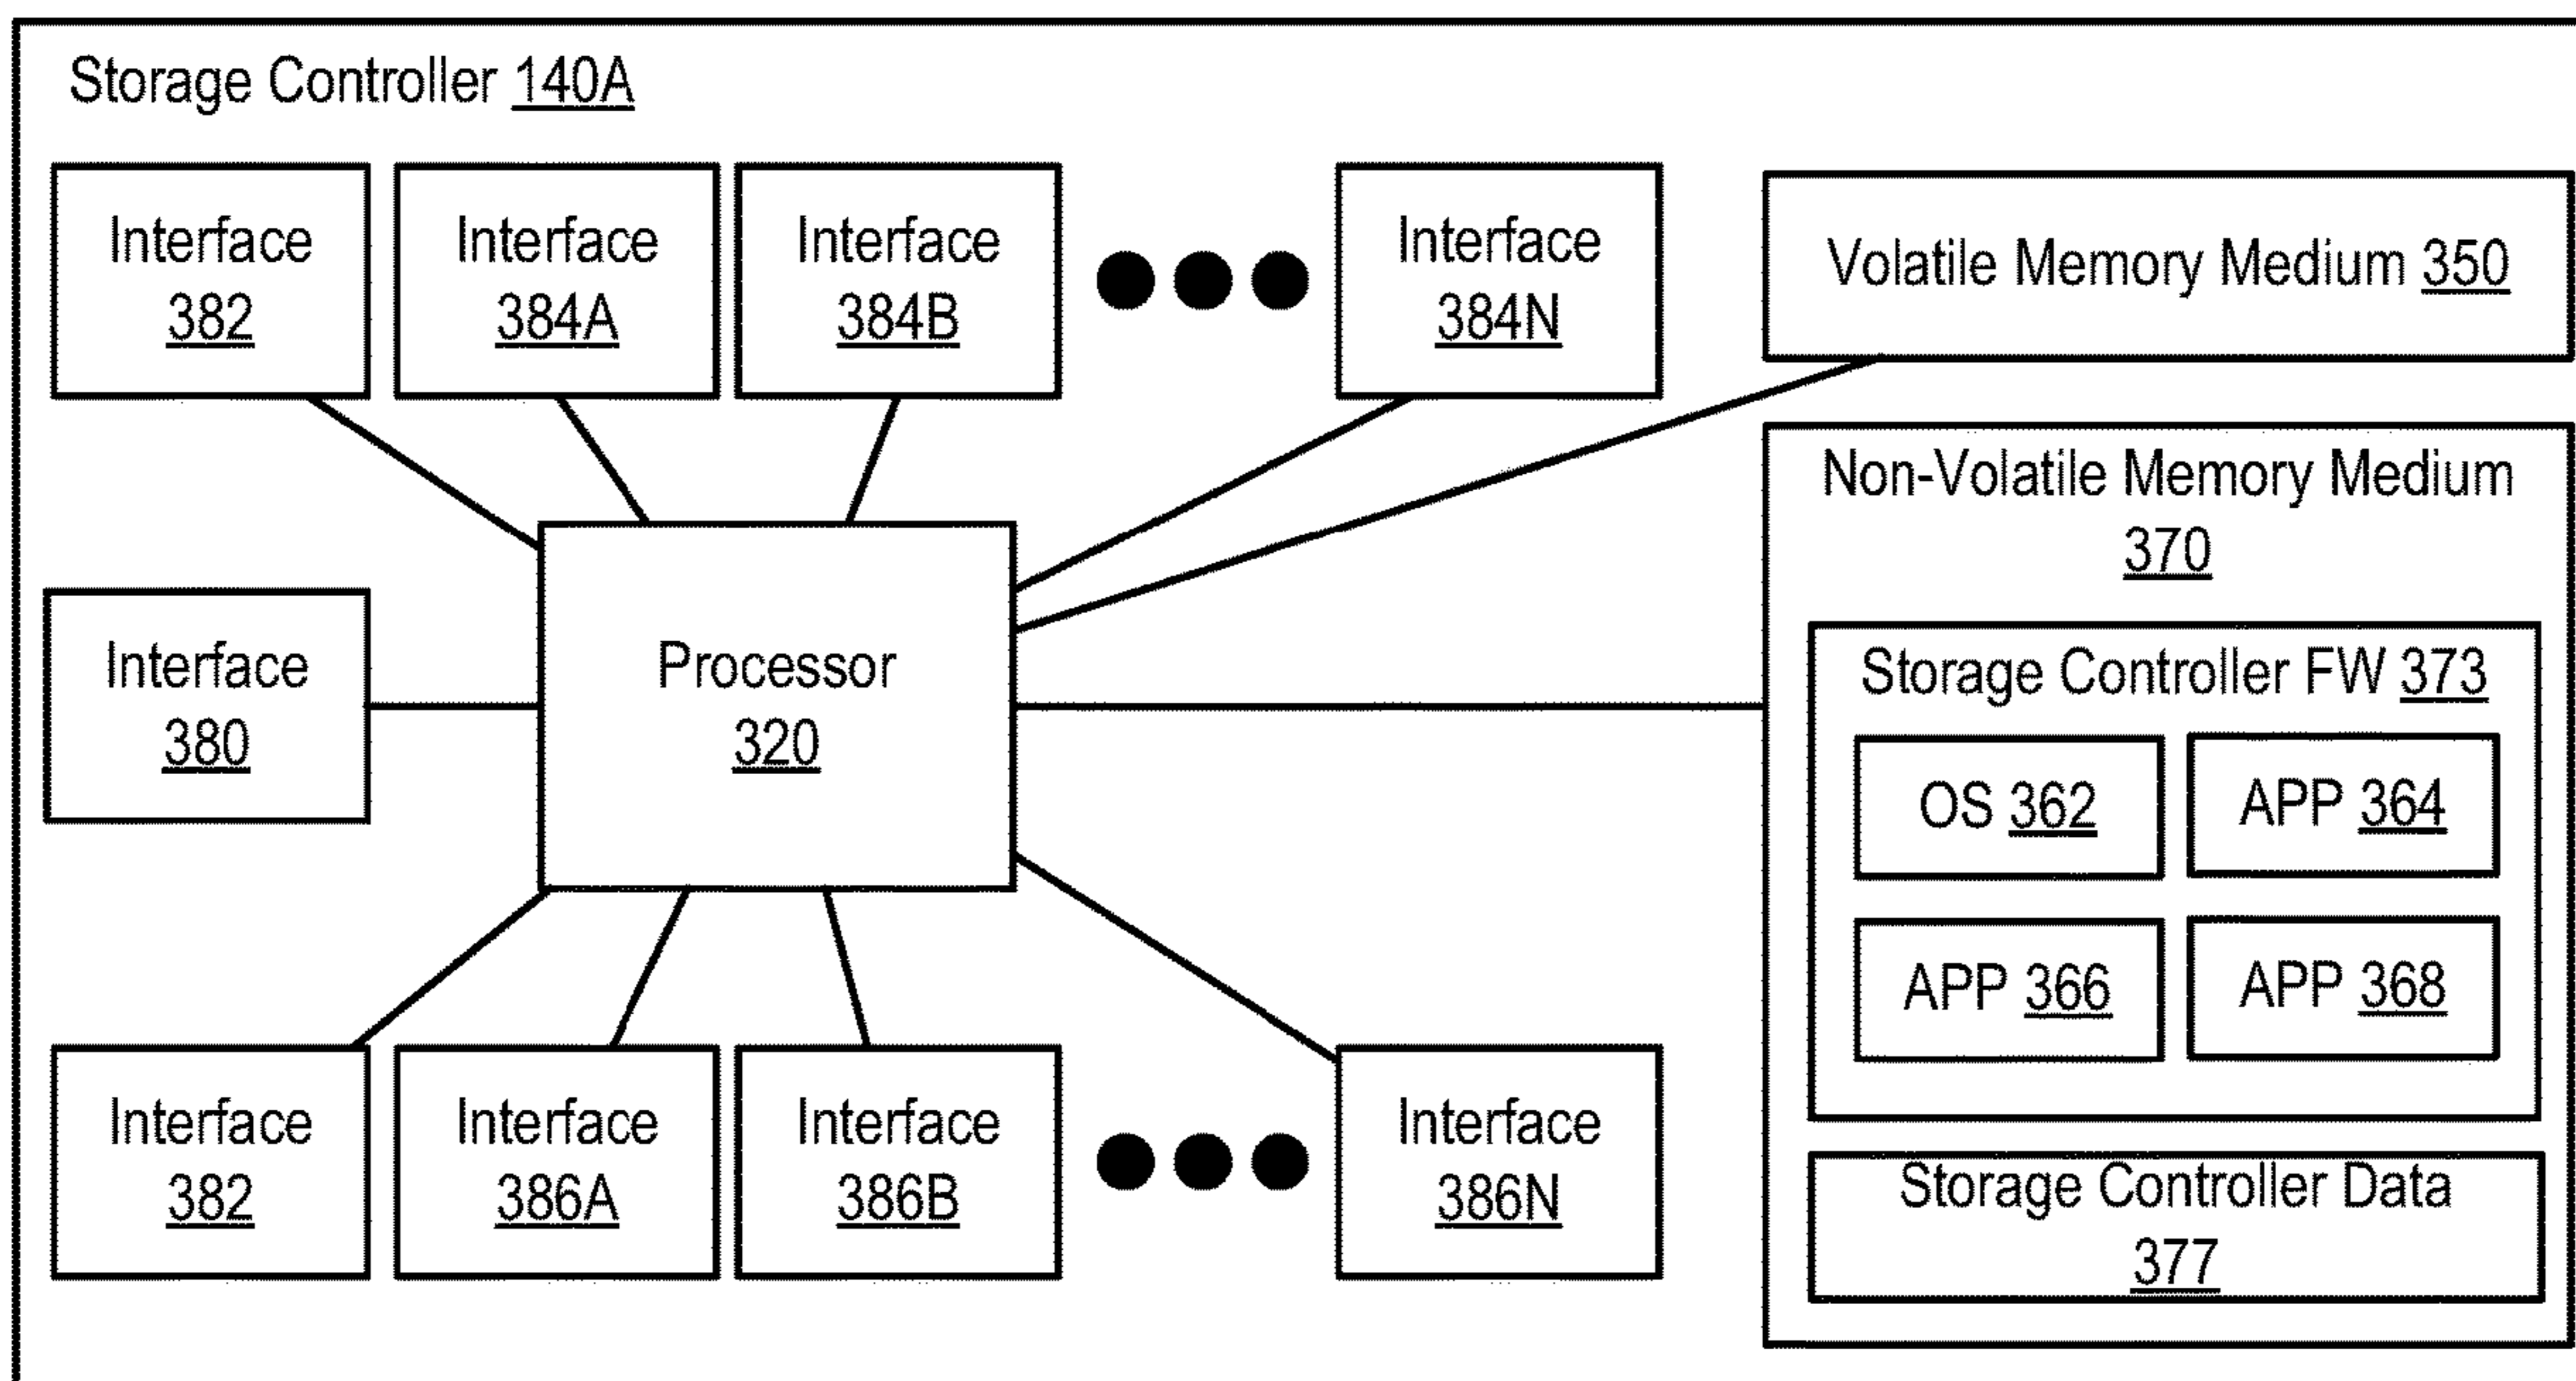 Storage Controller 140A
Interface
382
Interface
384A
Interface
384B
Interface
384N
Volatile Memory Medium 350
Non-Volatile Memory Medium
370
Interface
380
Processor
320
Storage Controller FW 373
OS 362
APP 364
APP 366
APP 368
Interface
382
Interface
386A
Interface
386B
Interface
386N
Storage Controller Data
377